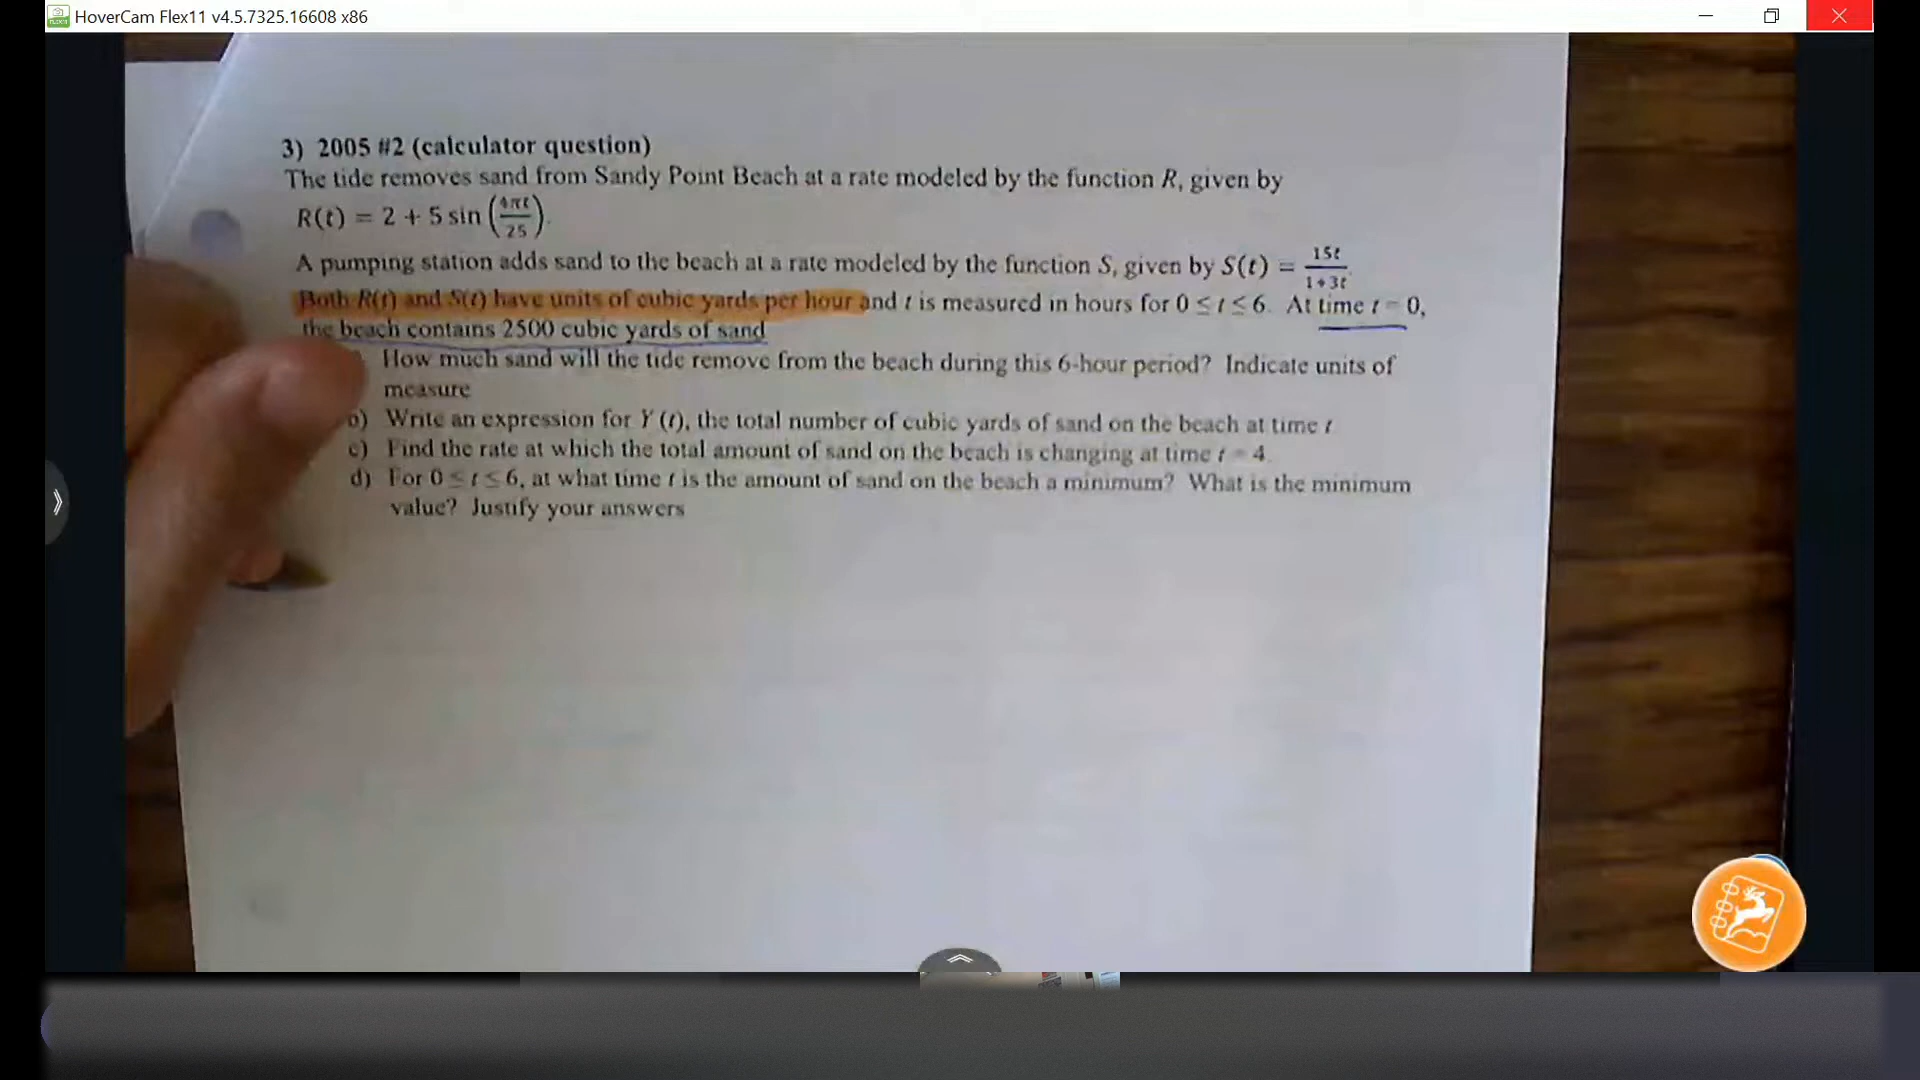 HoverCam Flex11 v4.5.7325.16608 x86
3) 2005 #2 (calculator question)
The tide removes sand from Sandy Point Beach at a rate modeled by the function R, given by
R(t) = 2 + 5 sin (4πt/25).
A pumping station adds sand to the beach at a rate modeled by the function S, given by S(t) = 15t/1+3t.
Both R(t) and S(t) have units of cubic yards per hour and t is measured in hours for 0 ≤ t ≤ 6. At time t = 0,
the beach contains 2500 cubic yards of sand
How much sand will the tide remove from the beach during this 6-hour period? Indicate units of
measure
b) Write an expression for Y (t), the total number of cubic yards of sand on the beach at time t
c) Find the rate at which the total amount of sand on the beach is changing at time t = 4.
d) For 0 ≤ t ≤ 6, at what time t is the amount of sand on the beach a minimum? What is the minimum
value? Justify your answers